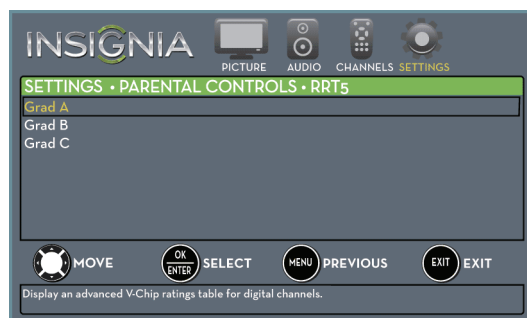 INSIGNIA
PICTURE AUDIO CHANNELS SETTINGS
SETTINGS • PARENTAL CONTROLS • RRT5
Grad A
Grad B
Grad C
MOVE OK ENTER SELECT MENU PREVIOUS EXIT EXIT
Display an advanced V-Chip ratings table for digital channels.